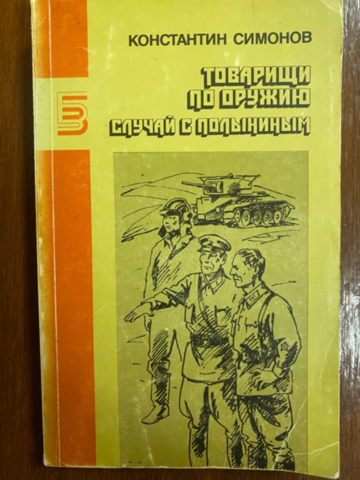 КОНСТАНТИН СИМОНОВ
ТОВАРИЩИ
ПО ОРУЖИЮ
СЛУЧАЙ С ПОЛЫНИНЫМ